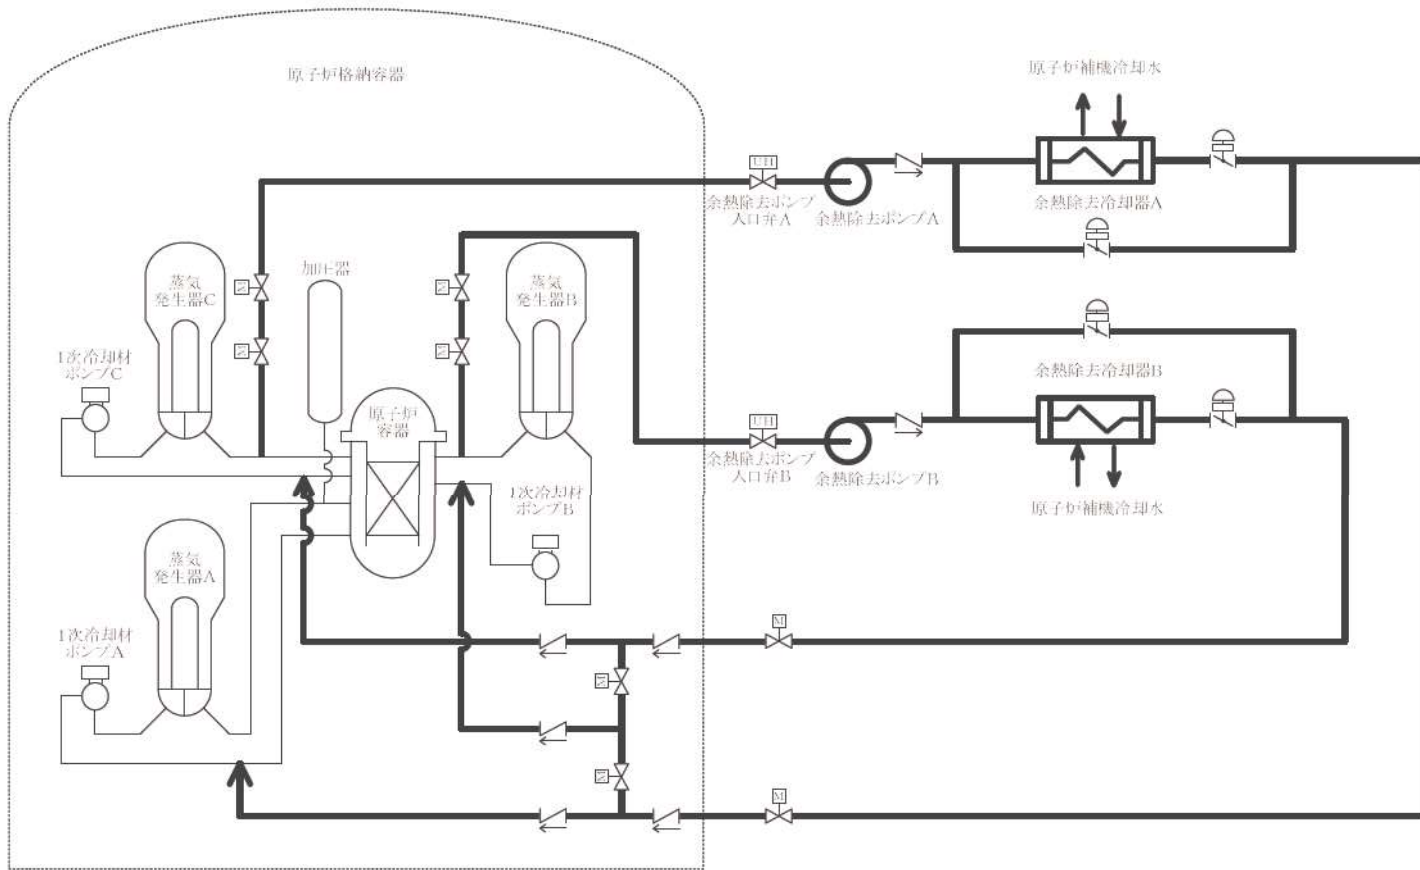 原子炉格納容器
原子炉補機冷却水
UH
余熱除去ポンプ
入口弁A
余熱除去ポンプA
余熱除去冷却器A
蒸気
発生器C
M
M
加圧器
M
M
蒸気
発生器B
1次冷却材
ポンプC
原子炉
容器
余熱除去冷却器B
UH
余熱除去ポンプ
入口弁B
余熱除去ポンプB
原子炉補機冷却水
1次冷却材
ポンプB
蒸気
発生器A
1次冷却材
ポンプA
M
M
M
M